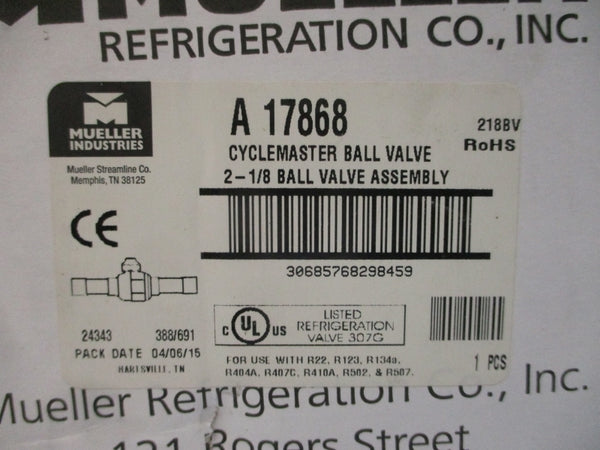 REFRIGERATION CO., INC.
MUELLER
INDUSTRIES
Mueller Streamline Co.
Memphis, TN 38125
A 17868
218BV
RoHS
CYCLEMASTER BALL VALVE
2-1/8 BALL VALVE ASSEMBLY
CE
30685768298459
24343 388/691
PACK DATE 04/06/15
HARTSVILLE, TN
C UL US
LISTED
REFRIGERATION
VALVE 307G
FOR USE WITH R22, R123, R134a,
R404A, R407C, R410A, R502, & R507.
1 PCS
Mueller Refrigeration Co., Inc.
121 Rogers Street